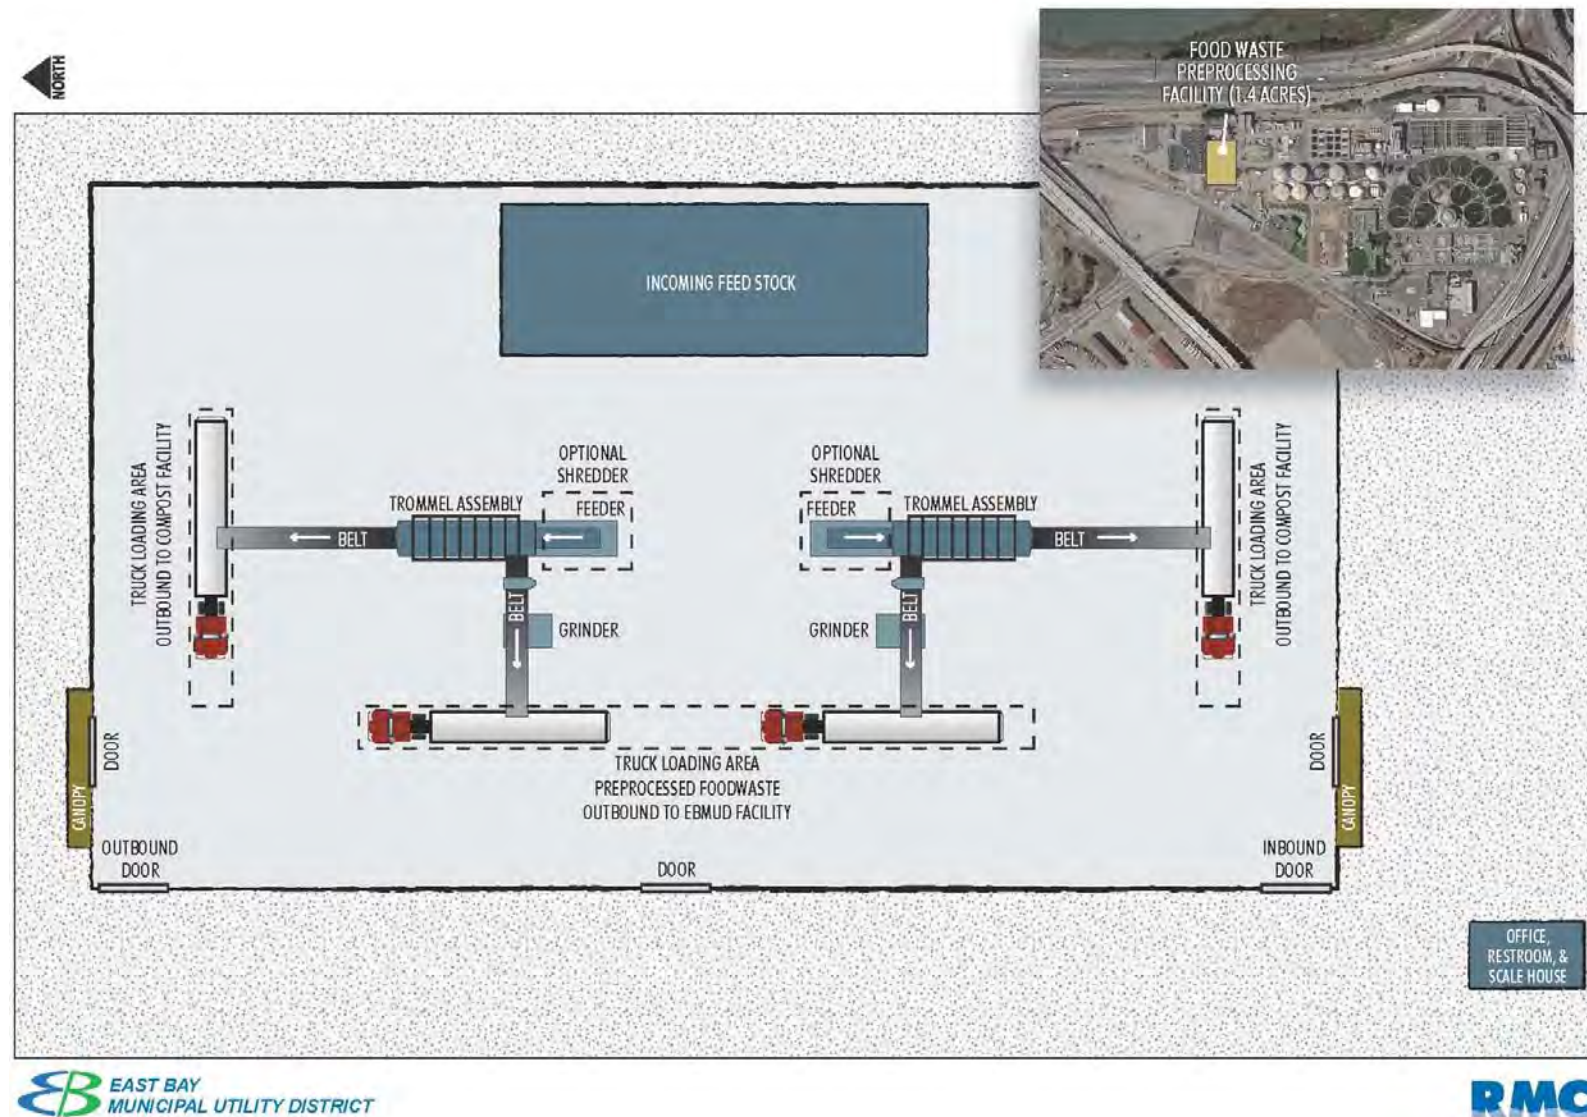 NORTH
FOOD WASTE
PREPROCESSING
FACILITY (1.4 ACRES)
INCOMING FEED STOCK
TRUCK LOADING AREA
OUTBOUND TO COMPOST FACILITY
OPTIONAL
SHREDDER
FEEDER
TROMMEL ASSEMBLY
BELT
BELT
GRINDER
OPTIONAL
SHREDDER
FEEDER
TROMMEL ASSEMBLY
BELT
BELT
GRINDER
TRUCK LOADING AREA
OUTBOUND TO COMPOST FACILITY
TRUCK LOADING AREA
PREPROCESSED FOODWASTE
OUTBOUND TO EBMUD FACILITY
DOOR
CANOPY
OUTBOUND
DOOR
DOOR
INBOUND
DOOR
DOOR
CANOPY
OFFICE,
RESTROOM, &
SCALE HOUSE
EB
EAST BAY
MUNICIPAL UTILITY DISTRICT
RMC